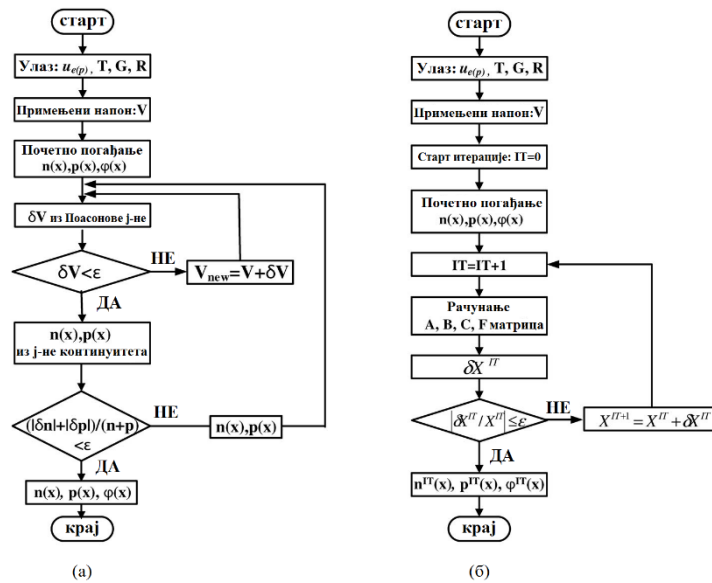 старт
Улаз: u_e(p), T, G, R
Примењени напон:V
Почетно погађање
n(x),p(x),φ(x)
δV из Поасонове ј-не
δV<ε
НЕ
V_new=V+δV
ДА
n(x),p(x)
из ј-не континуитета
(|δn|+|δp|)/(n+p)
<ε
НЕ
n(x),p(x)
ДА
n(x), p(x), φ(x)
крај
(а)
старт
Улаз: u_e(p), T, G, R
Примењени напон:V
Старт итерације: IT=0
Почетно погађање
n(x),p(x),φ(x)
IT=IT+1
Рачунање
A, B, C, F матрица
δX^IT
|δX^IT/X^IT|≤ε
НЕ
X^IT+1=X^IT+δX^IT
ДА
n^IT(x), p^IT(x), φ^IT(x)
крај
(б)